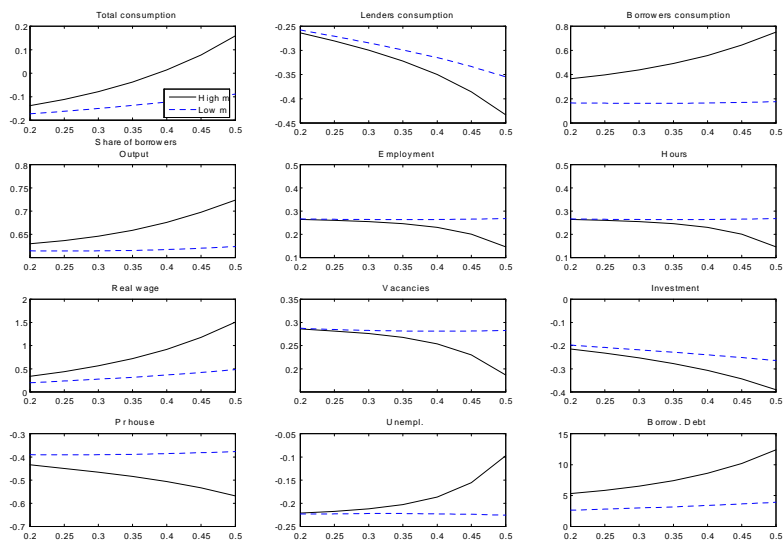 Total consumption
Lenders consumption
Borrowers consumption
0.2
0.1
0
-0.1
-0.2
0.2 0.25 0.3 0.35 0.4 0.45 0.5
High m
Low m
Share of borrowers
-0.25
-0.3
-0.35
-0.4
-0.45
0.2 0.25 0.3 0.35 0.4 0.45 0.5
0.8
0.6
0.4
0.2
0
0.2 0.25 0.3 0.35 0.4 0.45 0.5
Output
Employment
Hours
0.8
0.75
0.7
0.65
0.2 0.25 0.3 0.35 0.4 0.45 0.5
0.5
0.4
0.3
0.2
0.1
0.2 0.25 0.3 0.35 0.4 0.45 0.5
0.5
0.4
0.3
0.2
0.1
0.2 0.25 0.3 0.35 0.4 0.45 0.5
Real wage
Vacancies
Investment
2
1.5
1
0.5
0
0.2 0.25 0.3 0.35 0.4 0.45 0.5
0.35
0.3
0.25
0.2
0.2 0.25 0.3 0.35 0.4 0.45 0.5
0
-0.1
-0.2
-0.3
-0.4
0.2 0.25 0.3 0.35 0.4 0.45 0.5
Pr house
Unempl.
Borrow. Debt
-0.3
-0.4
-0.5
-0.6
-0.7
0.2 0.25 0.3 0.35 0.4 0.45 0.5
-0.05
-0.1
-0.15
-0.2
-0.25
0.2 0.25 0.3 0.35 0.4 0.45 0.5
15
10
5
0
0.2 0.25 0.3 0.35 0.4 0.45 0.5